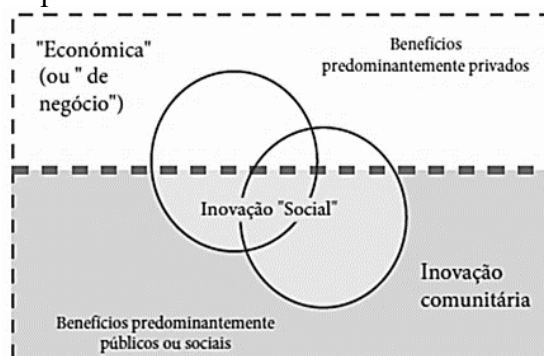 "Económica"
(ou " de
negócio")
Benefícios
predominantemente privados
Inovação "Social"
Inovação
comunitária
Benefícios predominantemente
públicos ou sociais